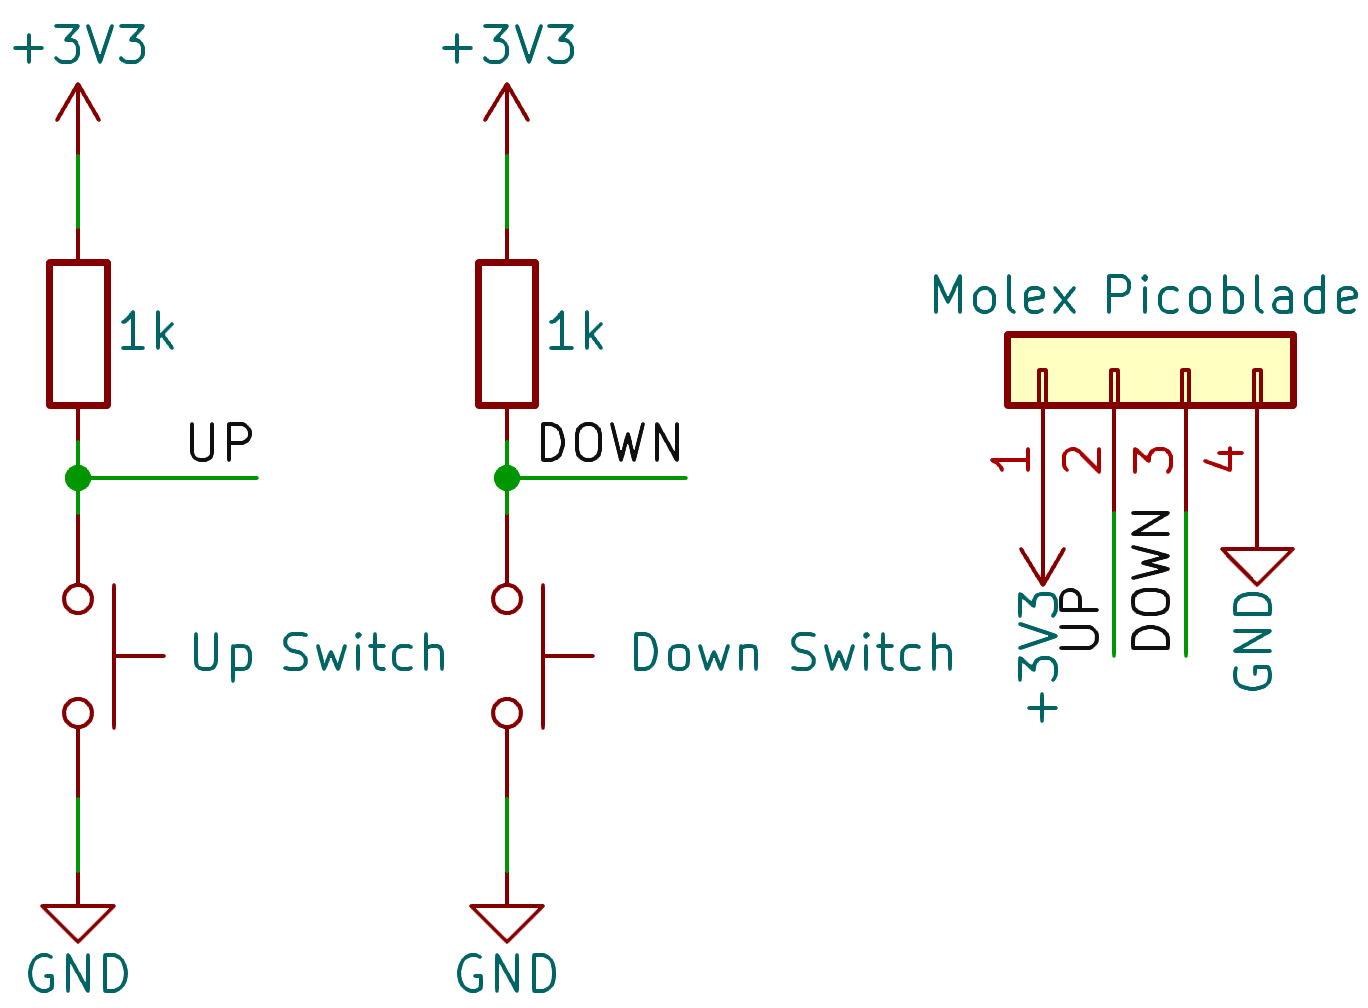 +3V3
+3V3
Molex Picoblade
1k
1k
UP
DOWN
1
2
3
4
+3V3
UP
DOWN
GND
Up Switch
Down Switch
GND
GND